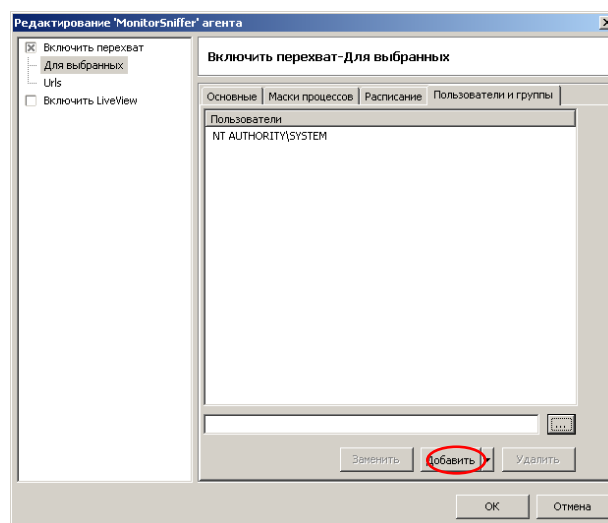 Редактирование 'MonitorSniffer' агента
Включить перехват
Для выбранных
Urls
Включить LiveView
Включить перехват-Для выбранных
Основные Маски процессов Расписание Пользователи и группы
Пользователи
NT AUTHORITY\SYSTEM
...
Заменить Добавить Удалить
ОК Отмена